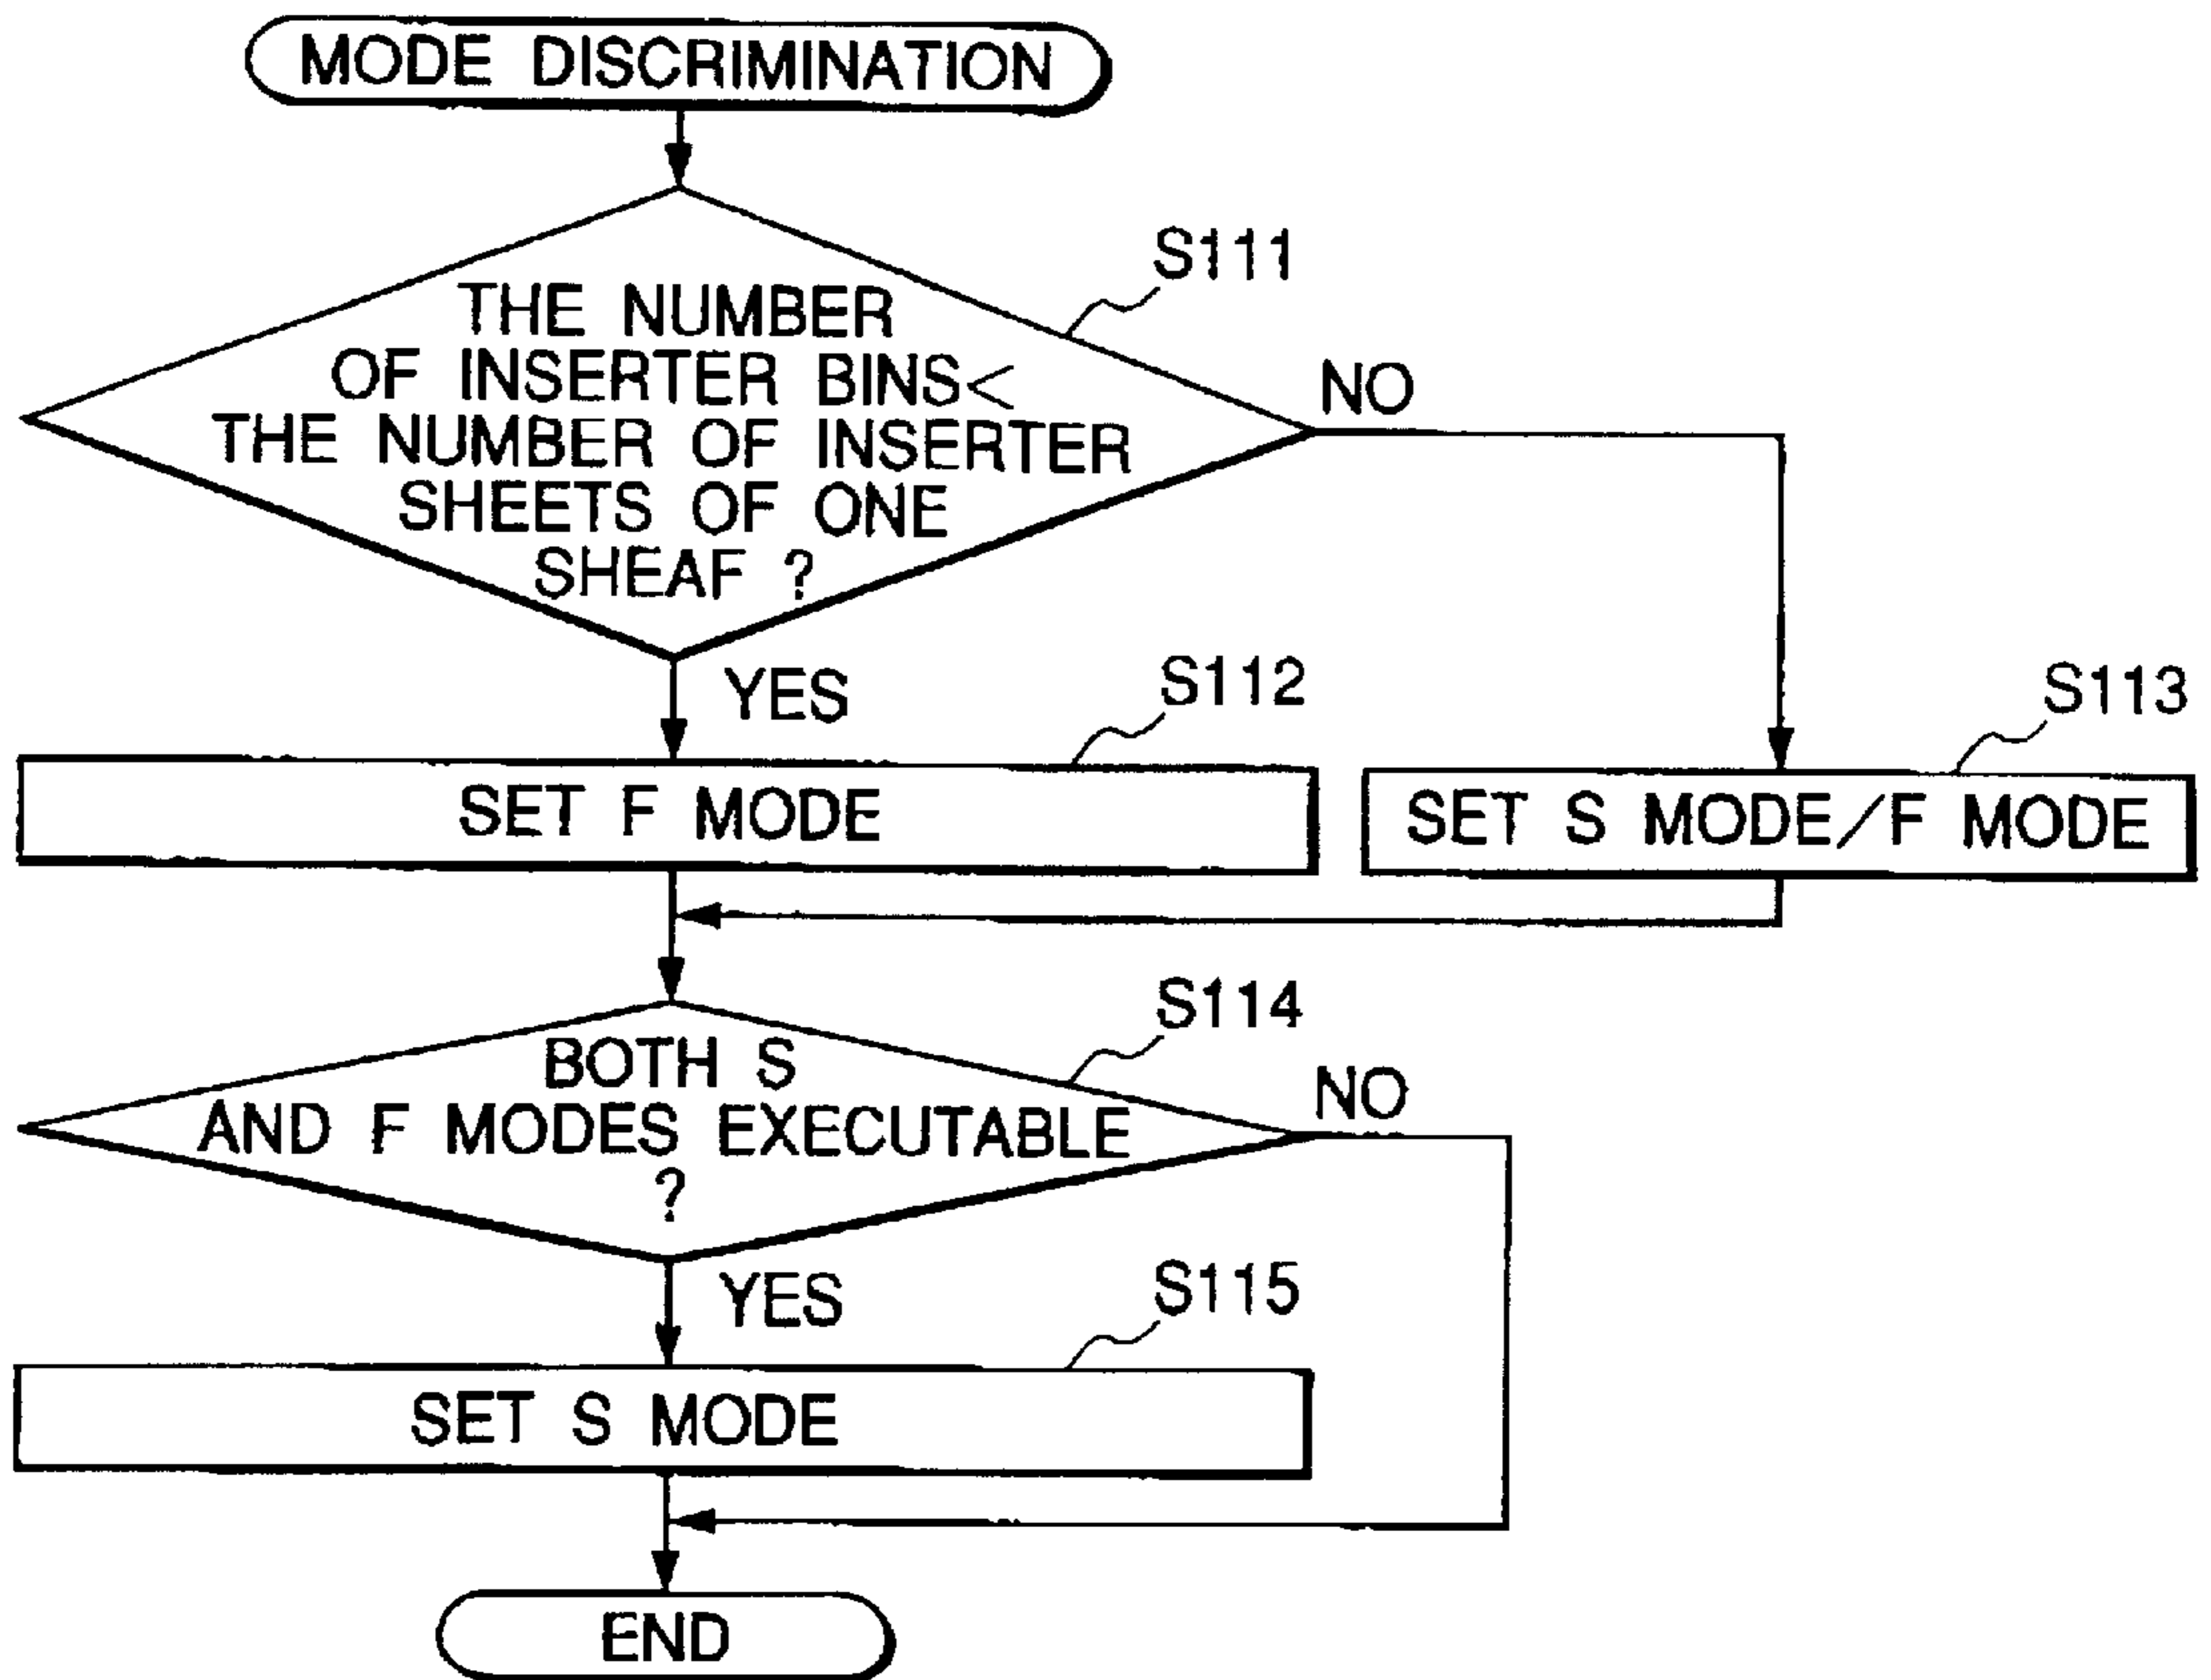 MODE DISCRIMINATION
S111
THE NUMBER
OF INSERTER BINS<
THE NUMBER OF INSERTER
SHEETS OF ONE
SHEAF ?
NO
YES
S112
S113
SET F MODE
SET S MODE/F MODE
S114
BOTH S
AND F MODES EXECUTABLE
?
NO
YES
S115
SET S MODE
END